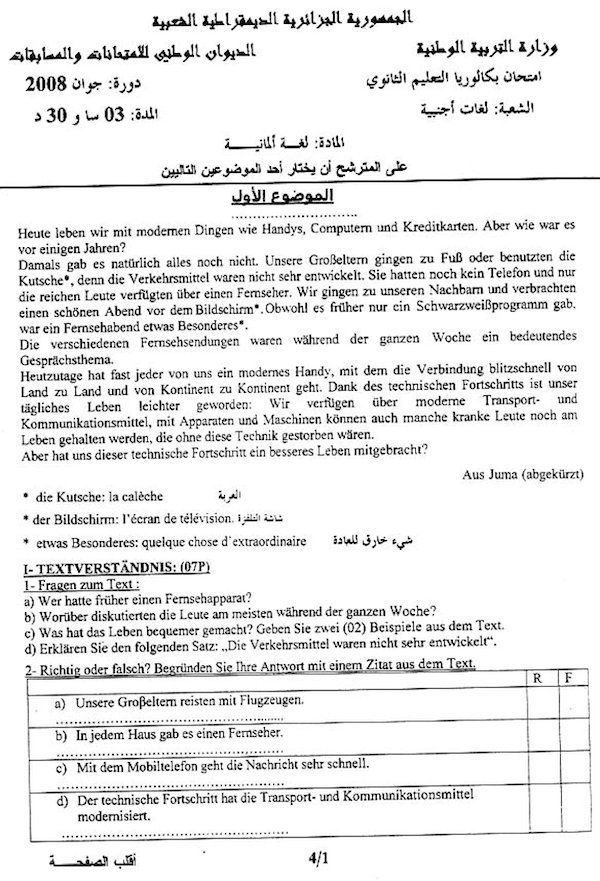 الجمهورية الجزائرية الديمقراطية الشعبية
وزارة التربية الوطنية
الديوان الوطني للامتحانات والمسابقات
امتحان بكالوريا التعليم الثانوي
دورة: جوان 2008
الشعبة: لغات أجنبية
المدة: 03 سا و 30 د
المادة: لغة ألمانيــــة
على المترشح أن يختار أحد الموضوعين التاليين
الموضوع الأول
............................
Heute leben wir mit modernen Dingen wie Handys, Computern und Kreditkarten. Aber wie war es
vor einigen Jahren?
Damals gab es natürlich alles noch nicht. Unsere Großeltern gingen zu Fuß oder benutzten die
Kutsche*, denn die Verkehrsmittel waren nicht sehr entwickelt. Sie hatten noch kein Telefon und nur
die reichen Leute verfügten über einen Fernseher. Wir gingen zu unseren Nachbarn und verbrachten
einen schönen Abend vor dem Bildschirm*. Obwohl es früher nur ein Schwarzweißprogramm gab,
war ein Fernsehabend etwas Besonderes*.
Die verschiedenen Fernsehsendungen waren während der ganzen Woche ein bedeutendes
Gesprächsthema.
Heutzutage hat fast jeder von uns ein modernes Handy, mit dem die Verbindung blitzschnell von
Land zu Land und von Kontinent zu Kontinent geht. Dank des technischen Fortschritts ist unser
tägliches Leben leichter geworden: Wir verfügen über moderne Transport- und
Kommunikationsmittel, mit Apparaten und Maschinen können auch manche kranke Leute noch am
Leben gehalten werden, die ohne diese Technik gestorben wären.
Aber hat uns dieser technische Fortschritt ein besseres Leben mitgebracht?
Aus Juma (abgekürzt)
* die Kutsche: la calèche العربة
* der Bildschirm: l'écran de télévision. شاشة التلفزة
* etwas Besonderes: quelque chose d'extraordinaire شيء خارق للعادة
I- TEXTVERSTÄNDNIS: (07P)
1- Fragen zum Text :
a) Wer hatte früher einen Fernsehapparat?
b) Worüber diskutierten die Leute am meisten während der ganzen Woche?
c) Was hat das Leben bequemer gemacht? Geben Sie zwei (02) Beispiele aus dem Text.
d) Erklären Sie den folgenden Satz: „Die Verkehrsmittel waren nicht sehr entwickelt“.
2- Richtig oder falsch? Begründen Sie Ihre Antwort mit einem Zitat aus dem Text.
R F
a) Unsere Großeltern reisten mit Flugzeugen.
..................................................
b) In jedem Haus gab es einen Fernseher.
..................................................
c) Mit dem Mobiltelefon geht die Nachricht sehr schnell.
..................................................
d) Der technische Fortschritt hat die Transport- und Kommunikationsmittel
modernisiert.
..................................................
4/1
أقلب الصفحـــة